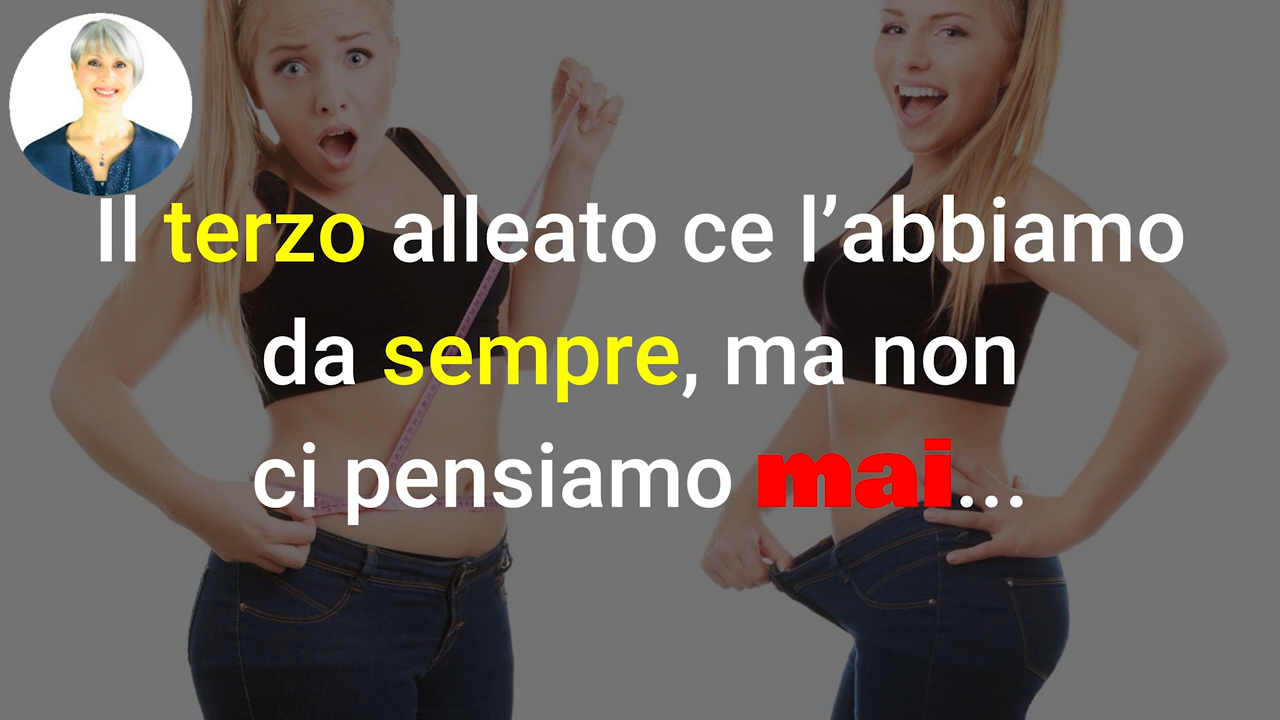 Il terzo alleato ce l’abbiamo
da sempre, ma non
ci pensiamo mai...